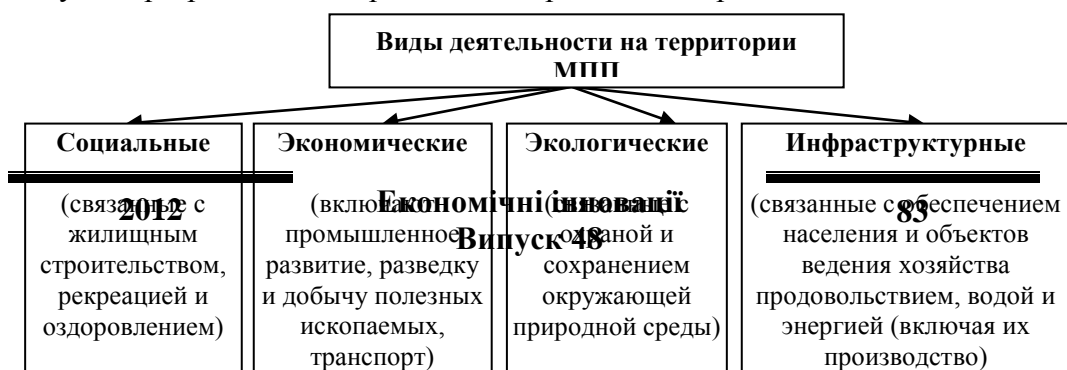 Виды деятельности на территории
МПП
Социальные
(связанные с
жилищным
строительством,
рекреацией и
оздоровлением)
Экономические
(включают
промышленное
развитие, разведку
и добычу полезных
ископаемых,
транспорт)
Экологические
(связанные с
охраной и
сохранением
окружающей
природной среды)
Инфраструктурные
(связанные с обеспечением
населения и объектов
ведения хозяйства
продовольствием, водой и
энергией (включая их
производство)
2012
Економічні інновації
Випуск 48